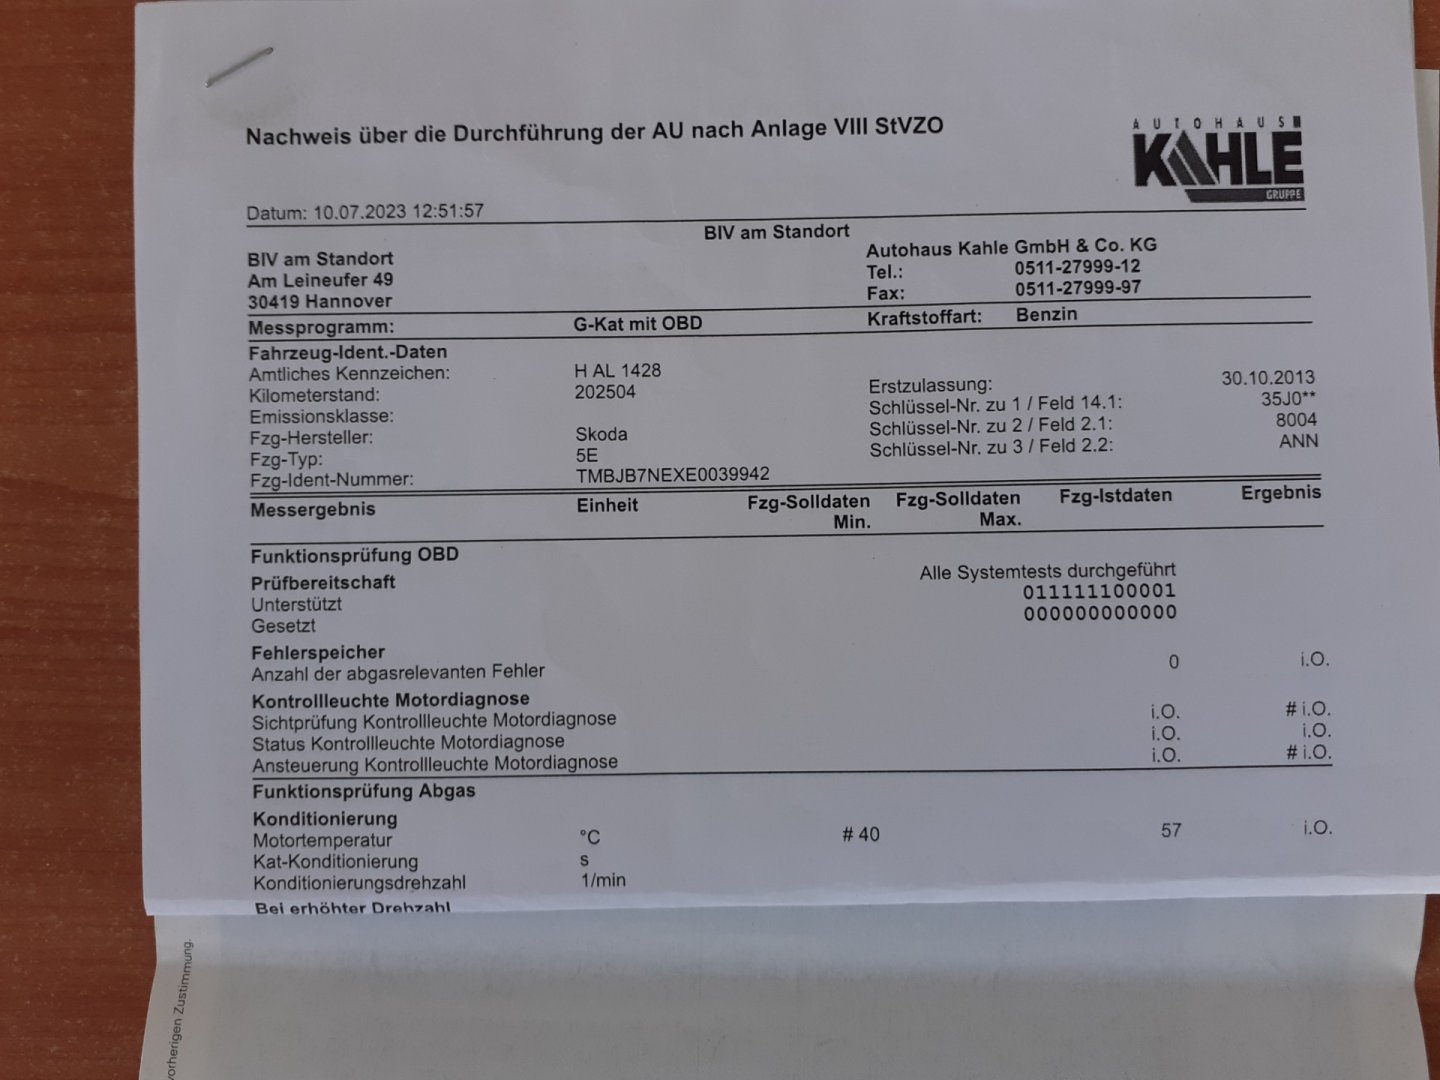 Nachweis über die Durchführung der AU nach Anlage VIII StVZO
AUTOHAUS
KAHLE
GRUPPE
Datum: 10.07.2023 12:51:57
BIV am Standort
BIV am Standort
Am Leineufer 49
30419 Hannover
Autohaus Kahle GmbH & Co. KG
Tel.: 0511-27999-12
Fax: 0511-27999-97
Messprogramm: G-Kat mit OBD Kraftstoffart: Benzin
Fahrzeug-Ident.-Daten
Amtliches Kennzeichen: H AL 1428
Kilometerstand: 202504
Emissionsklasse:
Fzg-Hersteller: Skoda
Fzg-Typ: 5E
Fzg-Ident-Nummer: TMBJB7NEXE0039942
Erstzulassung: 30.10.2013
Schlüssel-Nr. zu 1 / Feld 14.1: 35J0**
Schlüssel-Nr. zu 2 / Feld 2.1: 8004
Schlüssel-Nr. zu 3 / Feld 2.2: ANN
Messergebnis Einheit Fzg-Solldaten Fzg-Solldaten Fzg-Istdaten Ergebnis
Min. Max.
Funktionsprüfung OBD
Prüfbereitschaft Alle Systemtests durchgeführt
Unterstützt 011111100001
Gesetzt 000000000000
Fehlerspeicher
Anzahl der abgasrelevanten Fehler 0 i.O.
Kontrollleuchte Motordiagnose
Sichtprüfung Kontrollleuchte Motordiagnose i.O. # i.O.
Status Kontrollleuchte Motordiagnose i.O. i.O.
Ansteuerung Kontrollleuchte Motordiagnose i.O. # i.O.
Funktionsprüfung Abgas
Konditionierung
Motortemperatur °C # 40 57 i.O.
Kat-Konditionierung s
Konditionierungsdrehzahl 1/min
Bei erhöhter Drehzahl
vorherigen Zustimmung.